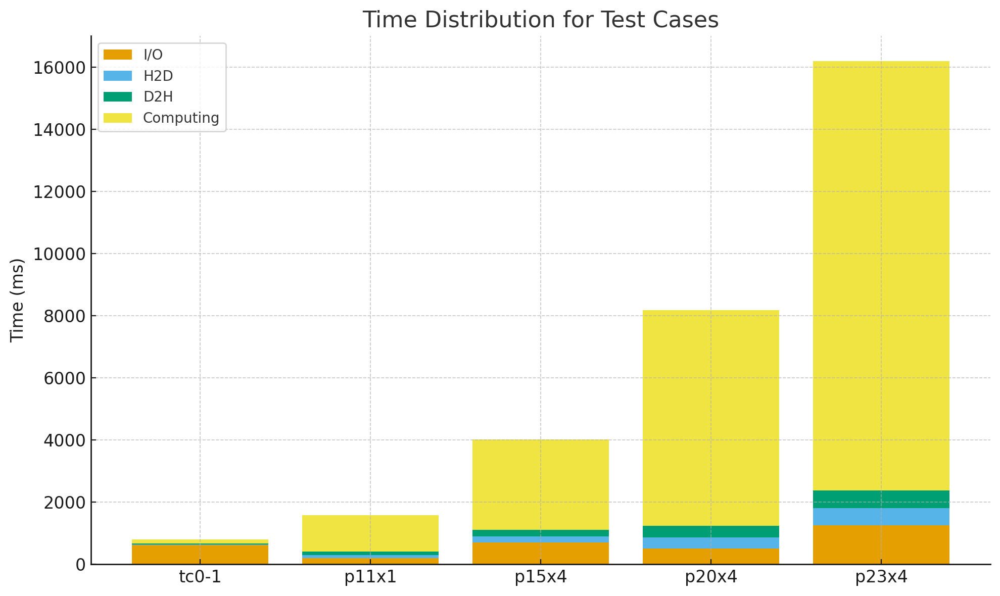 Time Distribution for Test Cases
I/O
H2D
D2H
Computing
16000
14000
12000
10000
8000
6000
4000
2000
0
Time (ms)
tc0-1 p11x1 p15x4 p20x4 p23x4